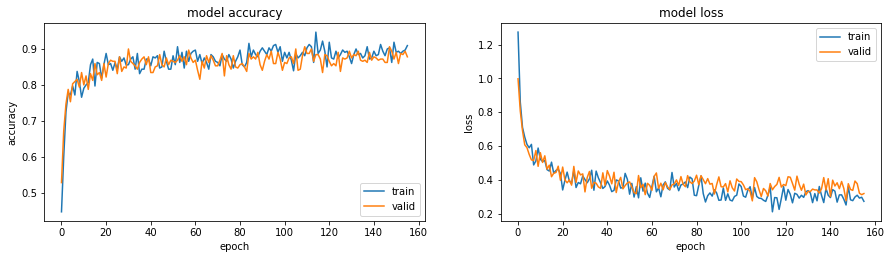 model accuracy
0.9
0.8
0.7
0.6
0.5
accuracy
0 20 40 60 80 100 120 140 160
epoch
train
valid
model loss
1.2
1.0
0.8
0.6
0.4
0.2
loss
0 20 40 60 80 100 120 140 160
epoch
train
valid